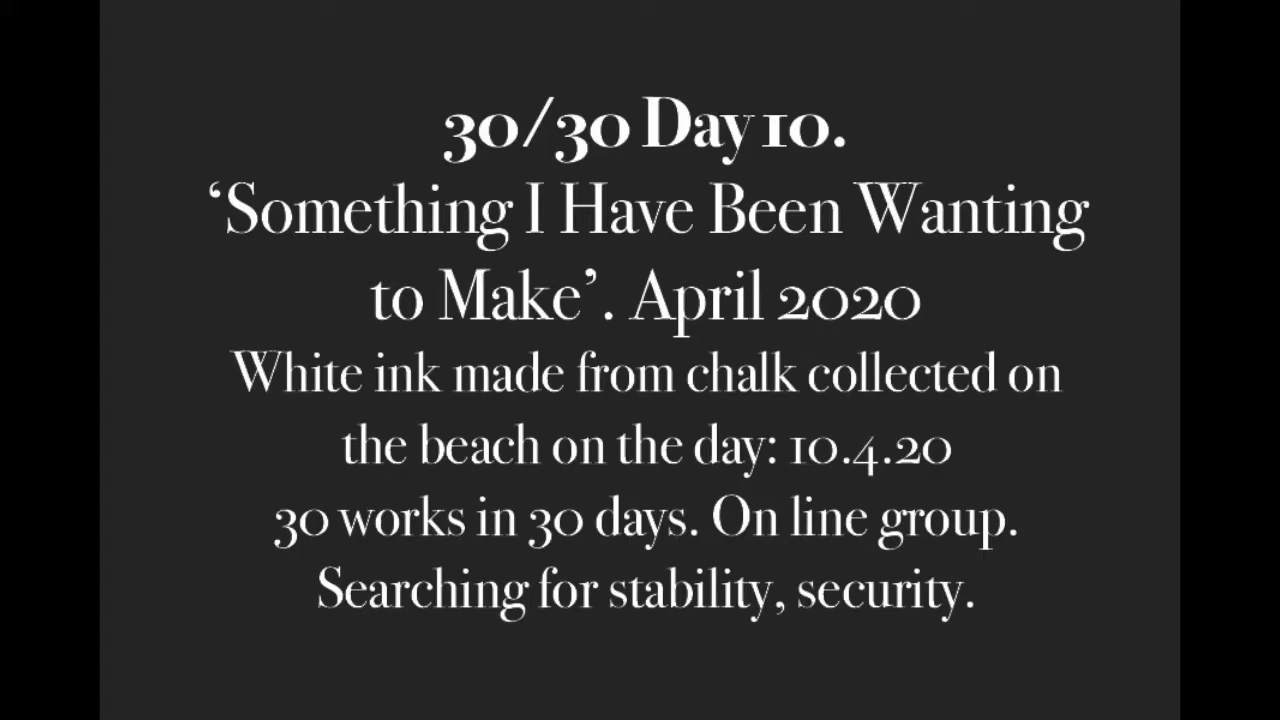 30/30 Day 10.
‘Something I Have Been Wanting
to Make’. April 2020
White ink made from chalk collected on
the beach on the day: 10.4.20
30 works in 30 days. On line group.
Searching for stability, security.